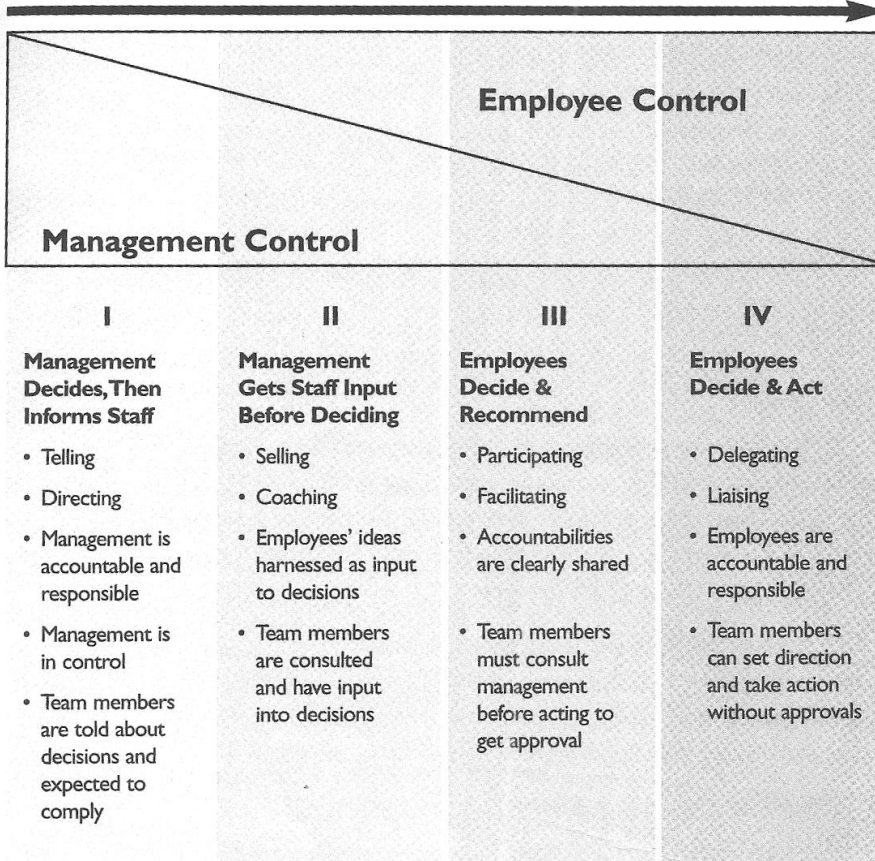 Employee Control
Management Control
I
Management
Decides, Then
Informs Staff
• Telling
• Directing
• Management is
accountable and
responsible
• Management is
in control
• Team members
are told about
decisions and
expected to
comply
II
Management
Gets Staff Input
Before Deciding
• Selling
• Coaching
• Employees’ ideas
harnessed as input
to decisions
• Team members
are consulted
and have input
into decisions
III
Employees
Decide &
Recommend
• Participating
• Facilitating
• Accountabilities
are clearly shared
• Team members
must consult
management
before acting to
get approval
IV
Employees
Decide & Act
• Delegating
• Liaising
• Employees are
accountable and
responsible
• Team members
can set direction
and take action
without approvals